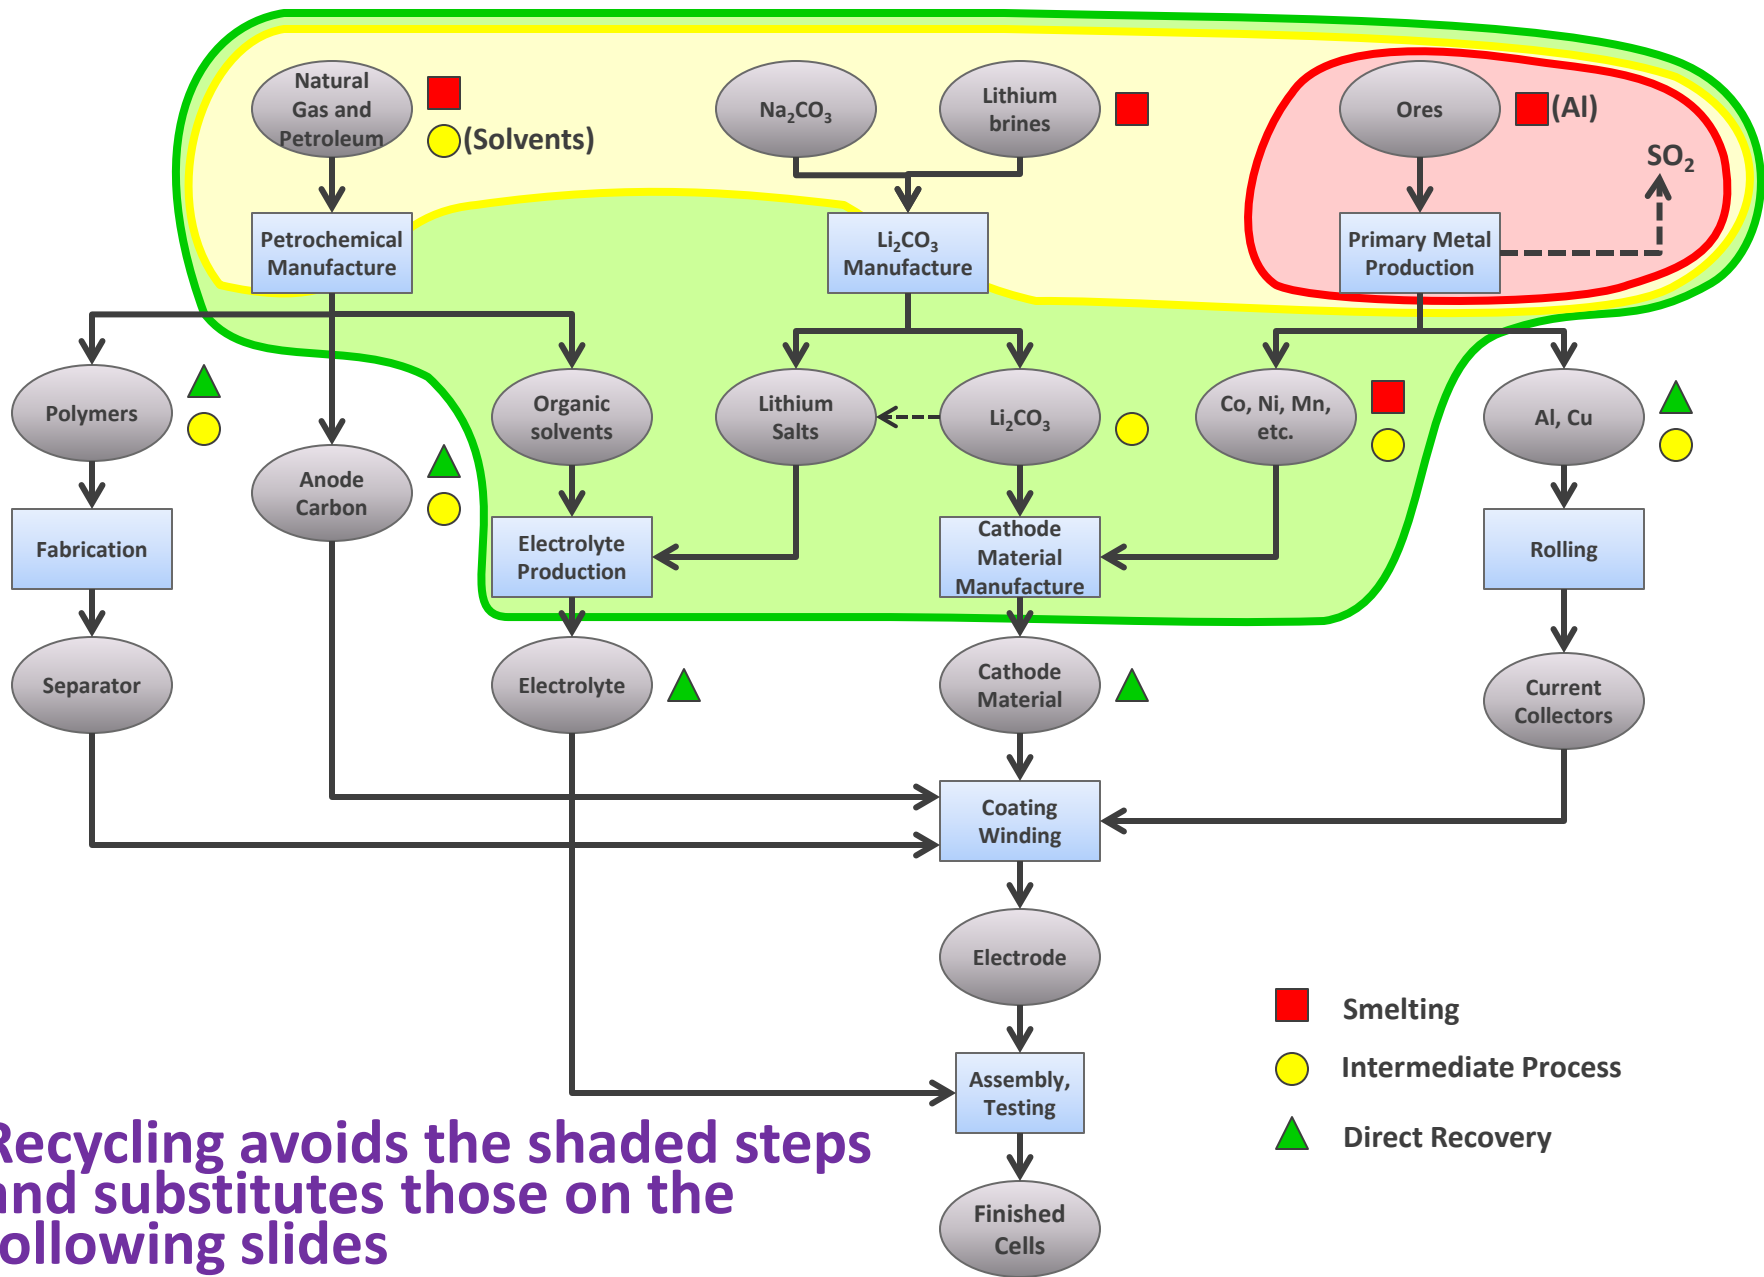 Natural
Gas and
Petroleum
(Solvents)
Na₂CO₃
Lithium
brines
Ores
(Al)
SO₂
Petrochemical
Manufacture
Li₂CO₃
Manufacture
Primary Metal
Production
Polymers
Organic
solvents
Lithium
Salts
Li₂CO₃
Co, Ni, Mn,
etc.
Al, Cu
Anode
Carbon
Fabrication
Electrolyte
Production
Cathode
Material
Manufacture
Rolling
Separator
Electrolyte
Cathode
Material
Current
Collectors
Coating
Winding
Electrode
Smelting
Intermediate Process
Direct Recovery
Assembly,
Testing
Finished
Cells
Recycling avoids the shaded steps
and substitutes those on the
following slides